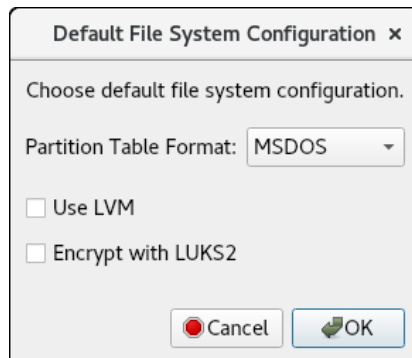 Default File System Configuration ×
Choose default file system configuration.
Partition Table Format: MSDOS
Use LVM
Encrypt with LUKS2
Cancel OK